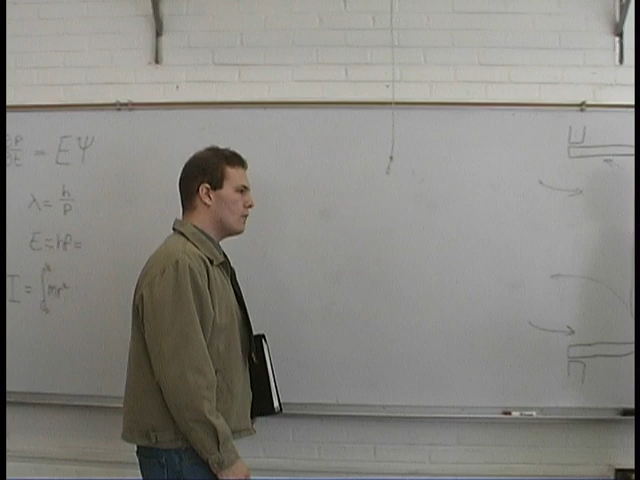 ∂P/∂t = EΨ
λ = h/p
E = hf =
I = ∫ mr²